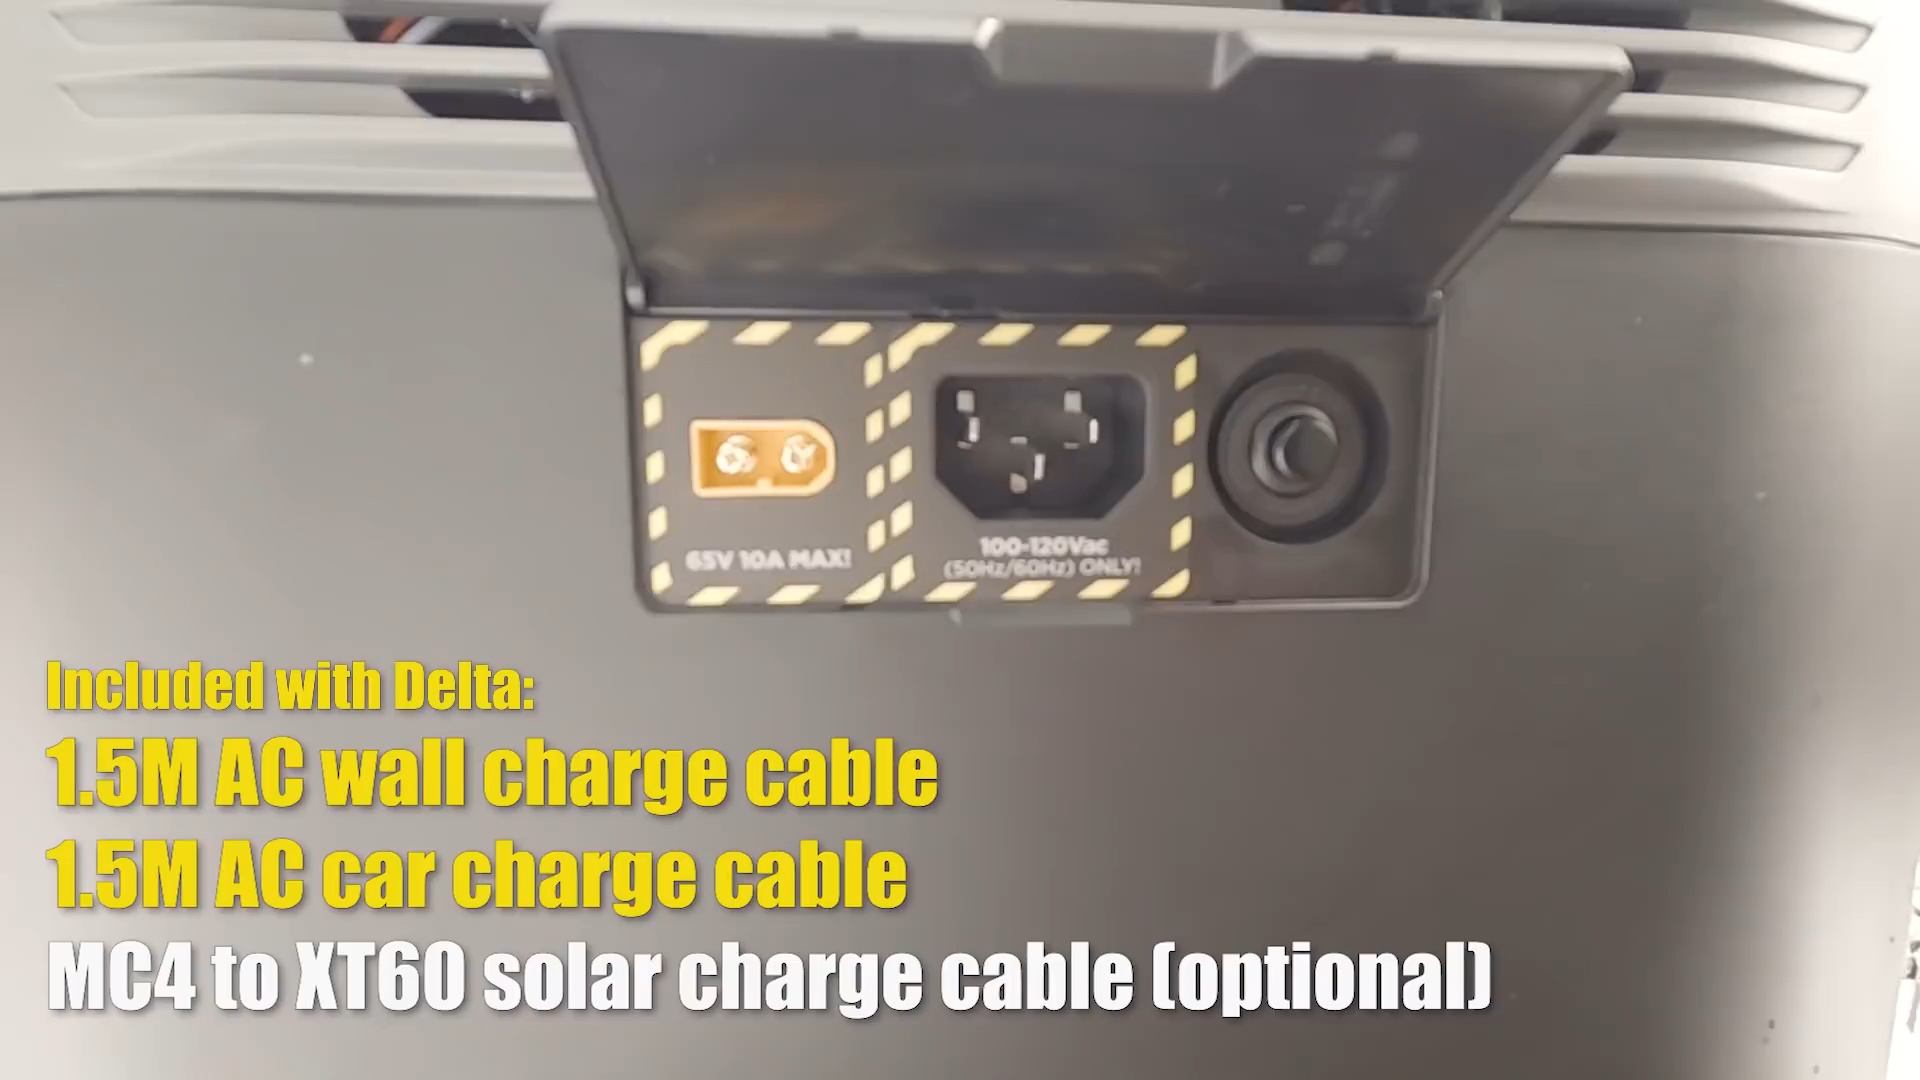 65V 10A MAX!
100-120Vac
(50Hz/60Hz) ONLY!
Included with Delta:
1.5M AC wall charge cable
1.5M AC car charge cable
MC4 to XT60 solar charge cable (optional)